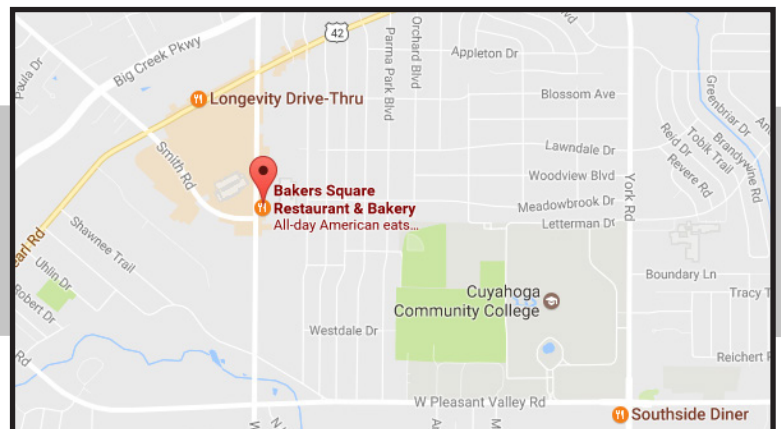 42
Paula Dr
Big Creek Pkwy
Parma Park Blvd
Orchard Blvd
Appleton Dr
Longevity Drive-Thru
Blossom Ave
Greenbriar Dr
Smith Rd
Lawndale Dr
Reid Dr
Tobik Trail
Brandywine Rd
Revere Rd
Woodview Blvd
York Rd
Bakers Square
Restaurant & Bakery
All-day American eats...
Meadowbrook Dr
Letterman Dr
Shawnee Trail
earl Rd
Uhlin Dr
Robert Dr
Boundary Ln
Tracy T
Cuyahoga
Community College
Westdale Dr
Reichert
Rd
W Pleasant Valley Rd
Southside Diner